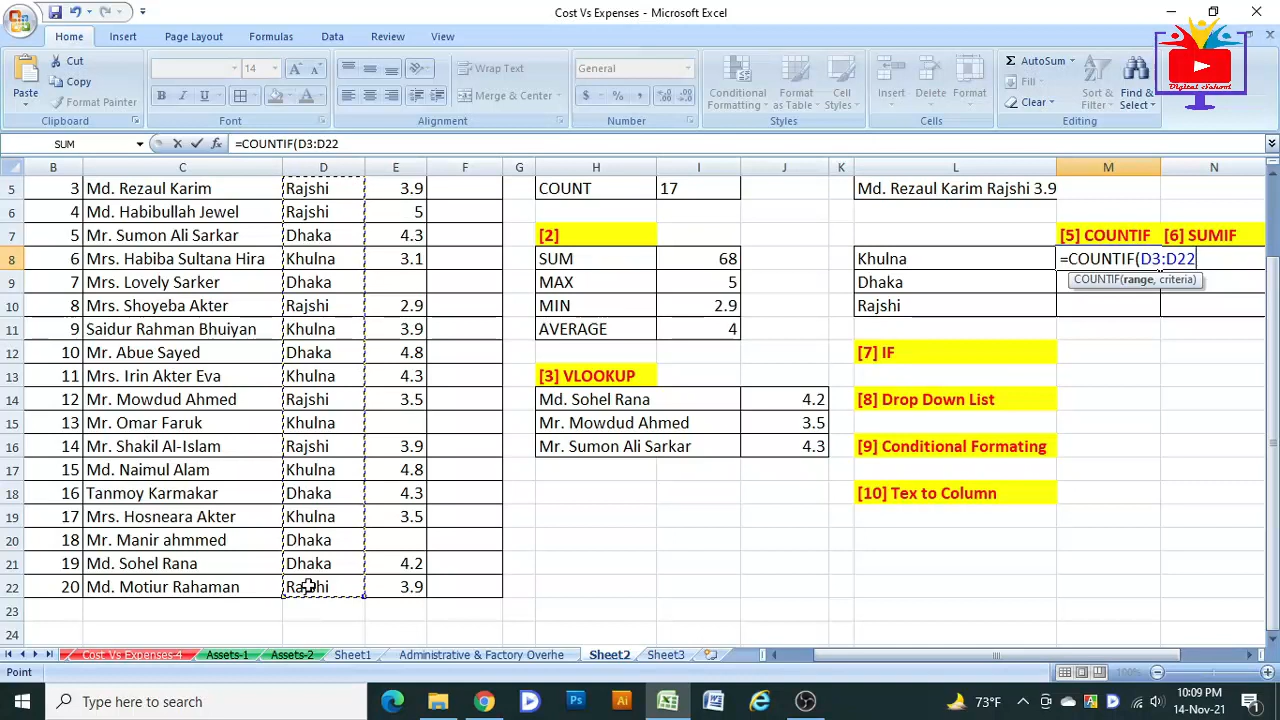 Cost Vs Expenses - Microsoft Excel
Home Insert Page Layout Formulas Data Review View
Cut
Copy
Format Painter
Paste
Clipboard
14
A A
B I U
Font
Wrap Text
Merge & Center
Alignment
General
$ % ,
Number
Conditional Formatting
Format as Table
Cell Styles
Styles
Insert Delete Format
Cells
AutoSum
Fill
Clear
Sort & Filter
Find & Select
Editing
Digital eSchool
SUM =COUNTIF(D3:D22
B C D E F G H I J K L M N
5 3 Md. Rezaul Karim Rajshi 3.9 COUNT 17 Md. Rezaul Karim Rajshi 3.9
6 4 Md. Habibullah Jewel Rajshi 5
7 5 Mr. Sumon Ali Sarkar Dhaka 4.3 [2] [5] COUNTIF [6] SUMIF
8 6 Mrs. Habiba Sultana Hira Khulna 3.1 SUM 68 Khulna =COUNTIF(D3:D22
COUNTIF(range, criteria)
9 7 Mrs. Lovely Sarker Dhaka MAX 5 Dhaka
10 8 Mrs. Shoyeba Akter Rajshi 2.9 MIN 2.9 Rajshi
11 9 Saidur Rahman Bhuiyan Khulna 3.9 AVERAGE 4
12 10 Mr. Abue Sayed Dhaka 4.8 [7] IF
13 11 Mrs. Irin Akter Eva Khulna 4.3 [3] VLOOKUP
14 12 Mr. Mowdud Ahmed Rajshi 3.5 Md. Sohel Rana 4.2 [8] Drop Down List
15 13 Mr. Omar Faruk Khulna Mr. Mowdud Ahmed 3.5
16 14 Mr. Shakil Al-Islam Rajshi 3.9 Mr. Sumon Ali Sarkar 4.3 [9] Conditional Formating
17 15 Md. Naimul Alam Khulna 4.8
18 16 Tanmoy Karmakar Dhaka 4.3 [10] Tex to Column
19 17 Mrs. Hosneara Akter Khulna 3.5
20 18 Mr. Manir ahmmed Dhaka
21 19 Md. Sohel Rana Dhaka 4.2
22 20 Md. Motiur Rahaman Rajshi 3.9
23
24
Cost Vs Expenses-4 Assets-1 Assets-2 Sheet1 Administrative & Factory Overhe Sheet2 Sheet3
Point 100%
Type here to search 73°F 10:09 PM
14-Nov-21